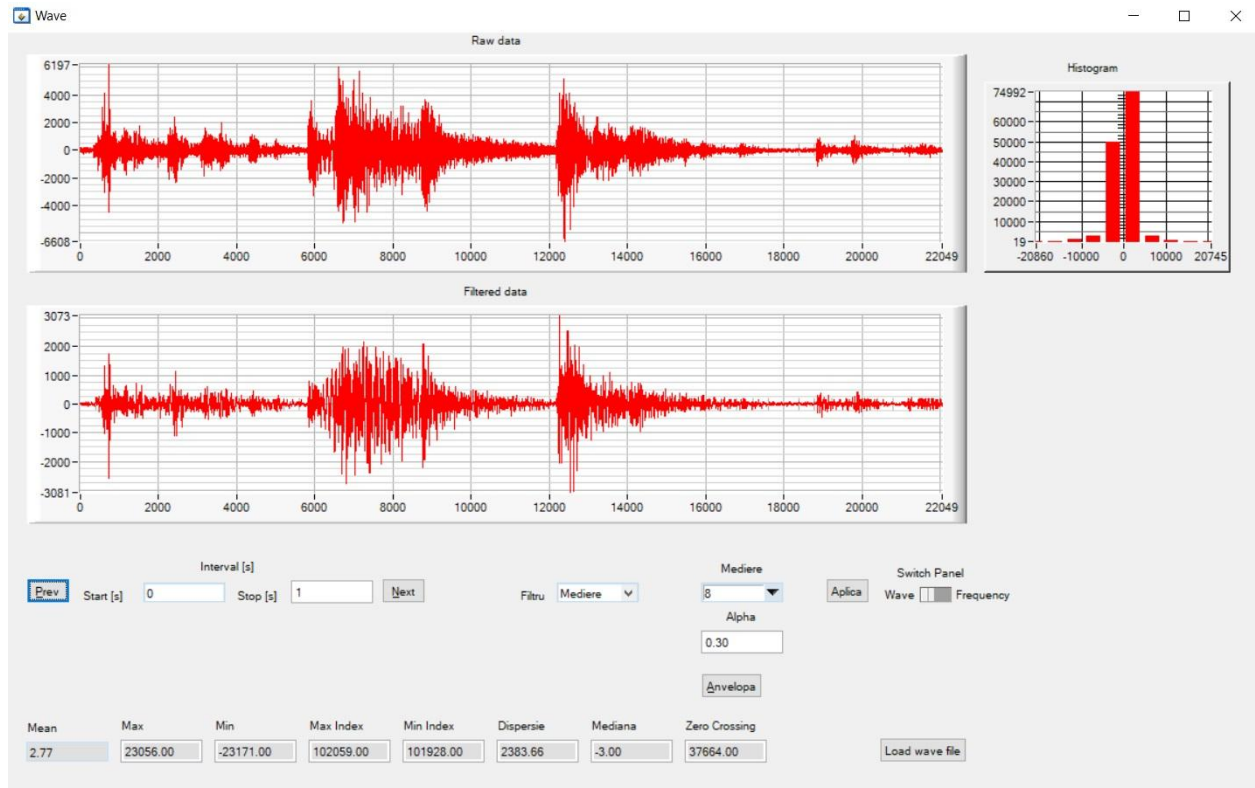 Wave
Raw data
6197
4000
2000
0
-2000
-4000
-6608
0 2000 4000 6000 8000 10000 12000 14000 16000 18000 20000 22049
Histogram
74992
60000
50000
40000
30000
20000
10000
19
-20860 -10000 0 10000 20745
Filtered data
3073
2000
1000
0
-1000
-2000
-3081
0 2000 4000 6000 8000 10000 12000 14000 16000 18000 20000 22049
Interval [s]
Prev Start [s] 0 Stop [s] 1 Next
Filtru Mediere
Mediere
8
Alpha
0.30
Anvelopa
Aplica
Switch Panel
Wave Frequency
Mean Max Min Max Index Min Index Dispersie Mediana Zero Crossing
2.77 23056.00 -23171.00 102059.00 101928.00 2383.66 -3.00 37664.00
Load wave file